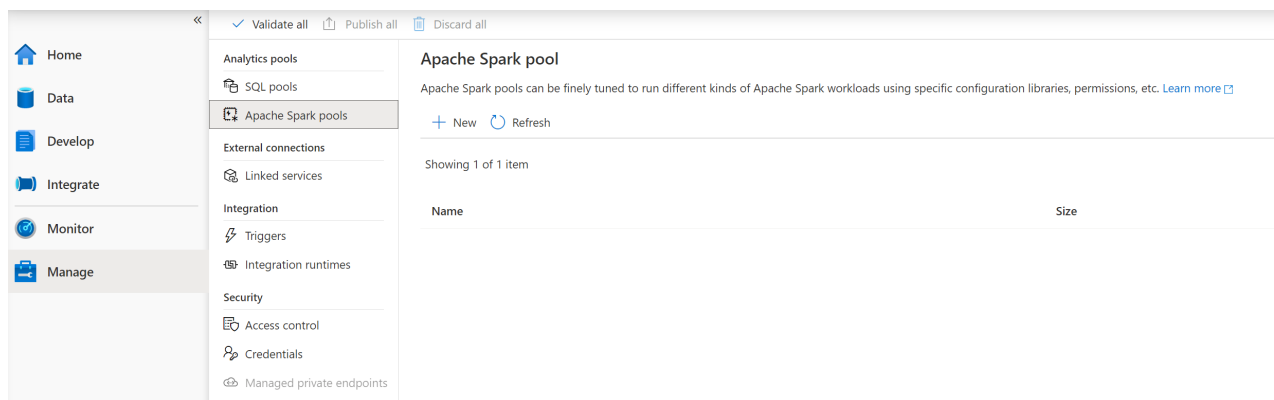 «
Home
Data
Develop
Integrate
Monitor
Manage
Validate all Publish all Discard all
Analytics pools
SQL pools
Apache Spark pools
External connections
Linked services
Integration
Triggers
Integration runtimes
Security
Access control
Credentials
Managed private endpoints
Apache Spark pool
Apache Spark pools can be finely tuned to run different kinds of Apache Spark workloads using specific configuration libraries, permissions, etc. Learn more
New Refresh
Showing 1 of 1 item
Name Size